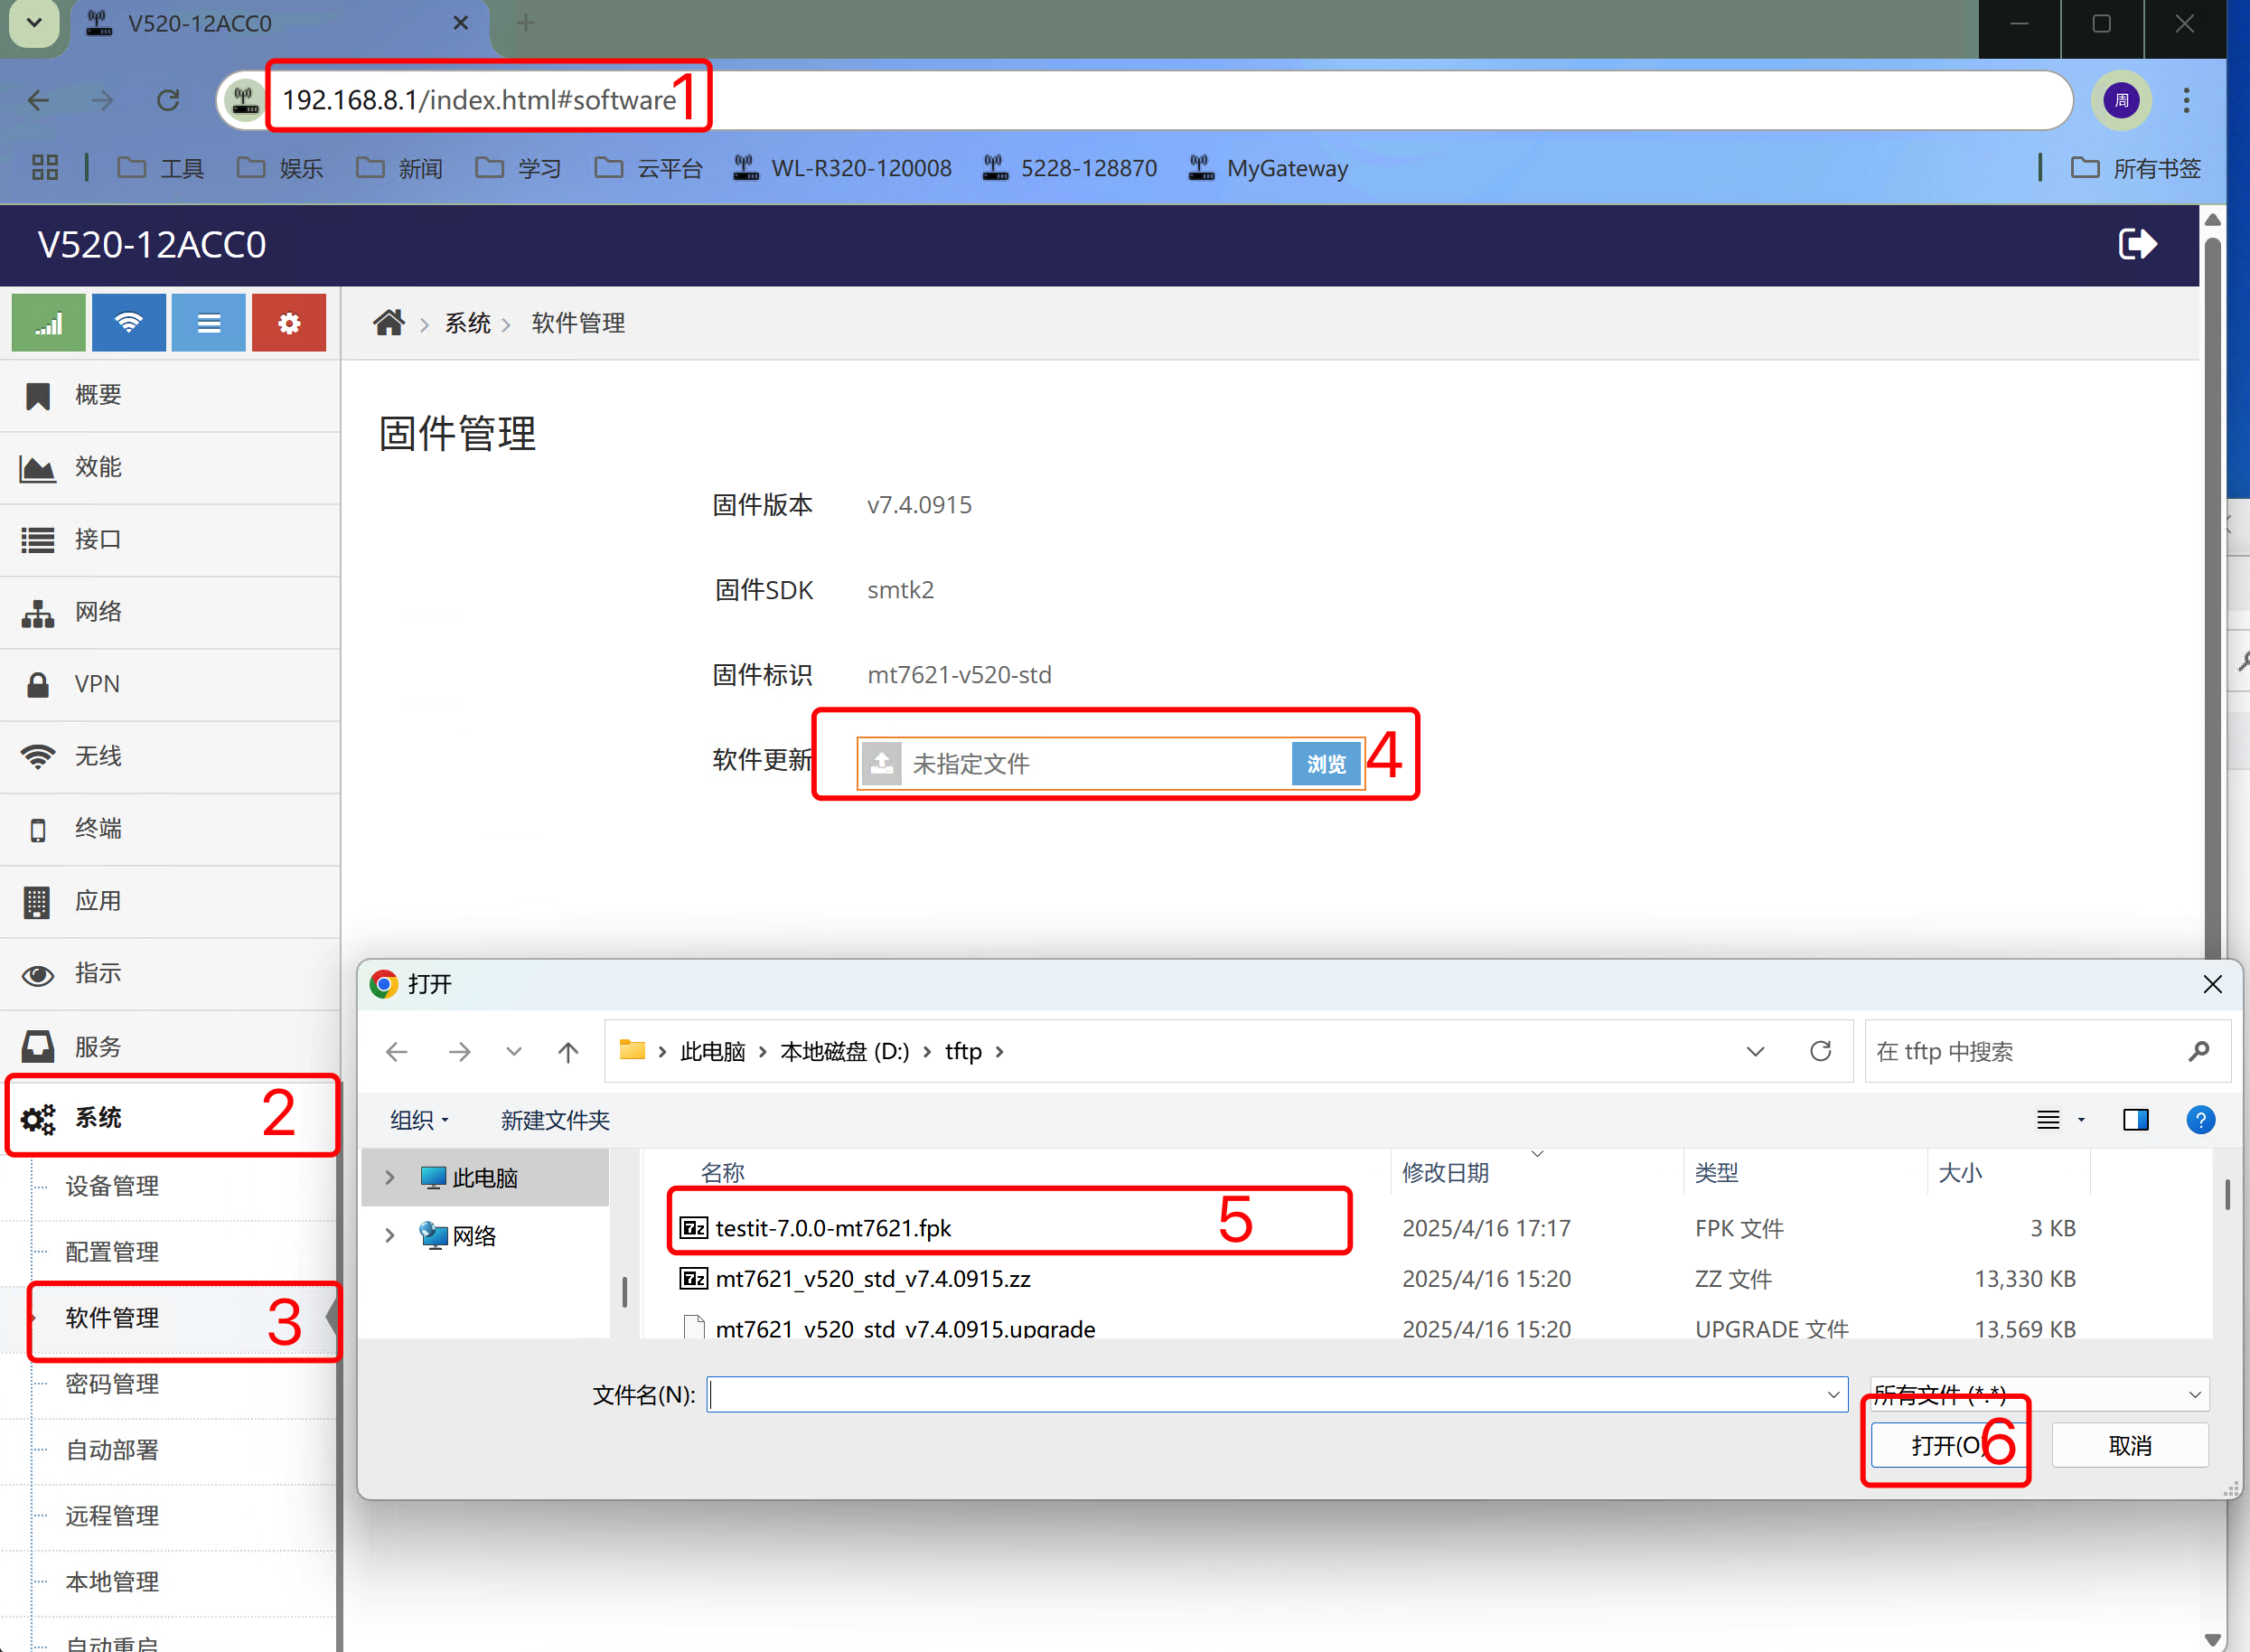 V520-12ACC0
192.168.8.1/index.html#software
1
周
工具
娱乐
新闻
学习
云平台
WL-R320-120008
5228-128870
MyGateway
所有书签
V520-12ACC0
系统
软件管理
概要
效能
接口
网络
VPN
无线
终端
应用
指示
服务
系统
2
设备管理
配置管理
软件管理
3
密码管理
自动部署
远程管理
本地管理
自动重启
固件管理
固件版本 v7.4.0915
固件SDK smtk2
固件标识 mt7621-v520-std
软件更新 未指定文件 浏览
4
打开
此电脑 本地磁盘 (D:) tftp
在 tftp 中搜索
组织 新建文件夹
?
此电脑
网络
名称 修改日期 类型 大小
7z testit-7.0.0-mt7621.fpk 2025/4/16 17:17 FPK 文件 3 KB
5
7z mt7621_v520_std_v7.4.0915.zz 2025/4/16 15:20 ZZ 文件 13,330 KB
mt7621_v520_std_v7.4.0915.upgrade 2025/4/16 15:20 UPGRADE 文件 13,569 KB
文件名(N):
所有文件 (*.*)
打开(O)
6
取消